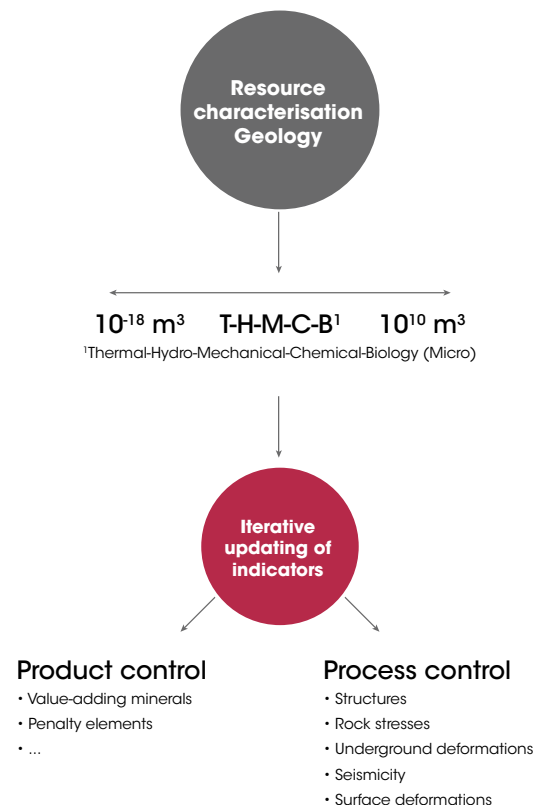 Resource
characterisation
Geology
10⁻¹⁸ m³ T-H-M-C-B¹ 10¹⁰ m³
¹Thermal-Hydro-Mechanical-Chemical-Biology (Micro)
Iterative
updating of
indicators
Product control
• Value-adding minerals
• Penalty elements
• ...
Process control
• Structures
• Rock stresses
• Underground deformations
• Seismicity
• Surface deformations